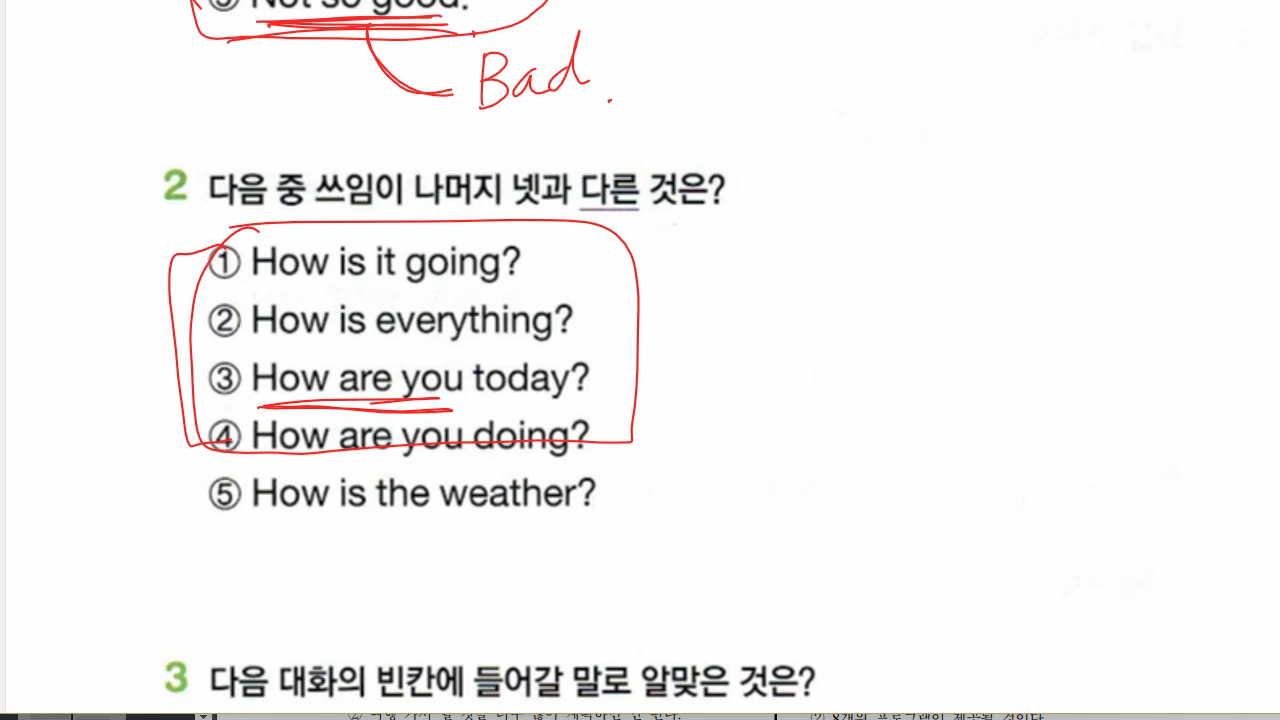 ⑤ Not so good.
Bad.
2 다음 중 쓰임이 나머지 넷과 다른 것은?
① How is it going?
② How is everything?
③ How are you today?
④ How are you doing?
⑤ How is the weather?
3 다음 대화의 빈칸에 들어갈 말로 알맞은 것은?